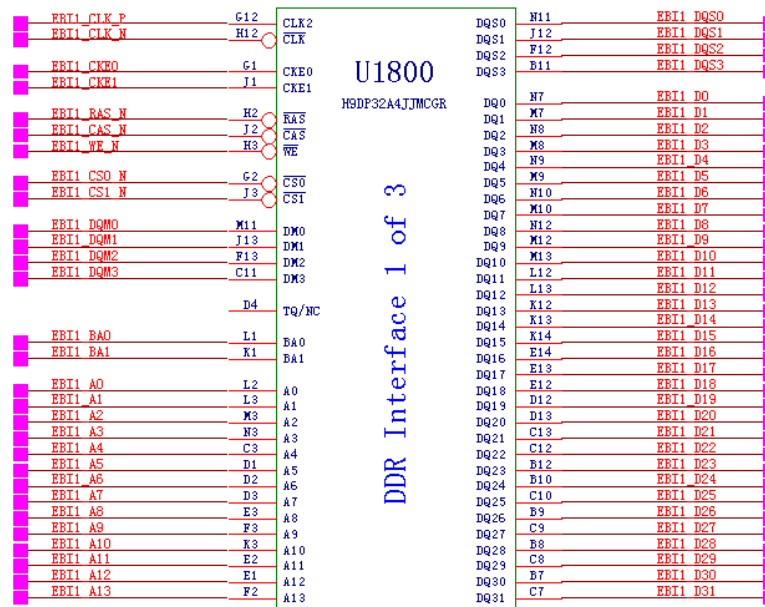 EBI1_CLK_P G12 CLK2
EBI1_CLK_N H12 CLK
EBI1_CKE0 G1 CKE0
EBI1_CKE1 J1 CKE1
EBI1_RAS_N H2 RAS
EBI1_CAS_N J2 CAS
EBI1_WE_N H3 WE
EBI1_CS0_N G2 CS0
EBI1_CS1_N J3 CS1
EBI1_DQM0 M11 DM0
EBI1_DQM1 J13 DM1
EBI1_DQM2 F13 DM2
EBI1_DQM3 C11 DM3
D4 TQ/NC
EBI1_BA0 L1 BA0
EBI1_BA1 K1 BA1
EBI1_A0 L2 A0
EBI1_A1 L3 A1
EBI1_A2 M3 A2
EBI1_A3 N3 A3
EBI1_A4 C3 A4
EBI1_A5 D1 A5
EBI1_A6 D2 A6
EBI1_A7 D3 A7
EBI1_A8 E3 A8
EBI1_A9 F3 A9
EBI1_A10 K3 A10
EBI1_A11 E2 A11
EBI1_A12 E1 A12
EBI1_A13 F2 A13
U1800
H9DP32A4JJMCGR
DDR Interface 1 of 3
DQS0 N11 EBI1_DQS0
DQS1 J12 EBI1_DQS1
DQS2 F12 EBI1_DQS2
DQS3 B11 EBI1_DQS3
DQ0 N7 EBI1_D0
DQ1 M7 EBI1_D1
DQ2 N8 EBI1_D2
DQ3 M8 EBI1_D3
DQ4 N9 EBI1_D4
DQ5 M9 EBI1_D5
DQ6 N10 EBI1_D6
DQ7 M10 EBI1_D7
DQ8 N12 EBI1_D8
DQ9 M12 EBI1_D9
DQ10 M13 EBI1_D10
DQ11 L12 EBI1_D11
DQ12 L13 EBI1_D12
DQ13 K12 EBI1_D13
DQ14 K13 EBI1_D14
DQ15 K14 EBI1_D15
DQ16 E14 EBI1_D16
DQ17 E13 EBI1_D17
DQ18 E12 EBI1_D18
DQ19 D12 EBI1_D19
DQ20 D13 EBI1_D20
DQ21 C13 EBI1_D21
DQ22 C12 EBI1_D22
DQ23 B12 EBI1_D23
DQ24 B10 EBI1_D24
DQ25 C10 EBI1_D25
DQ26 B9 EBI1_D26
DQ27 C9 EBI1_D27
DQ28 B8 EBI1_D28
DQ29 C8 EBI1_D29
DQ30 B7 EBI1_D30
DQ31 C7 EBI1_D31